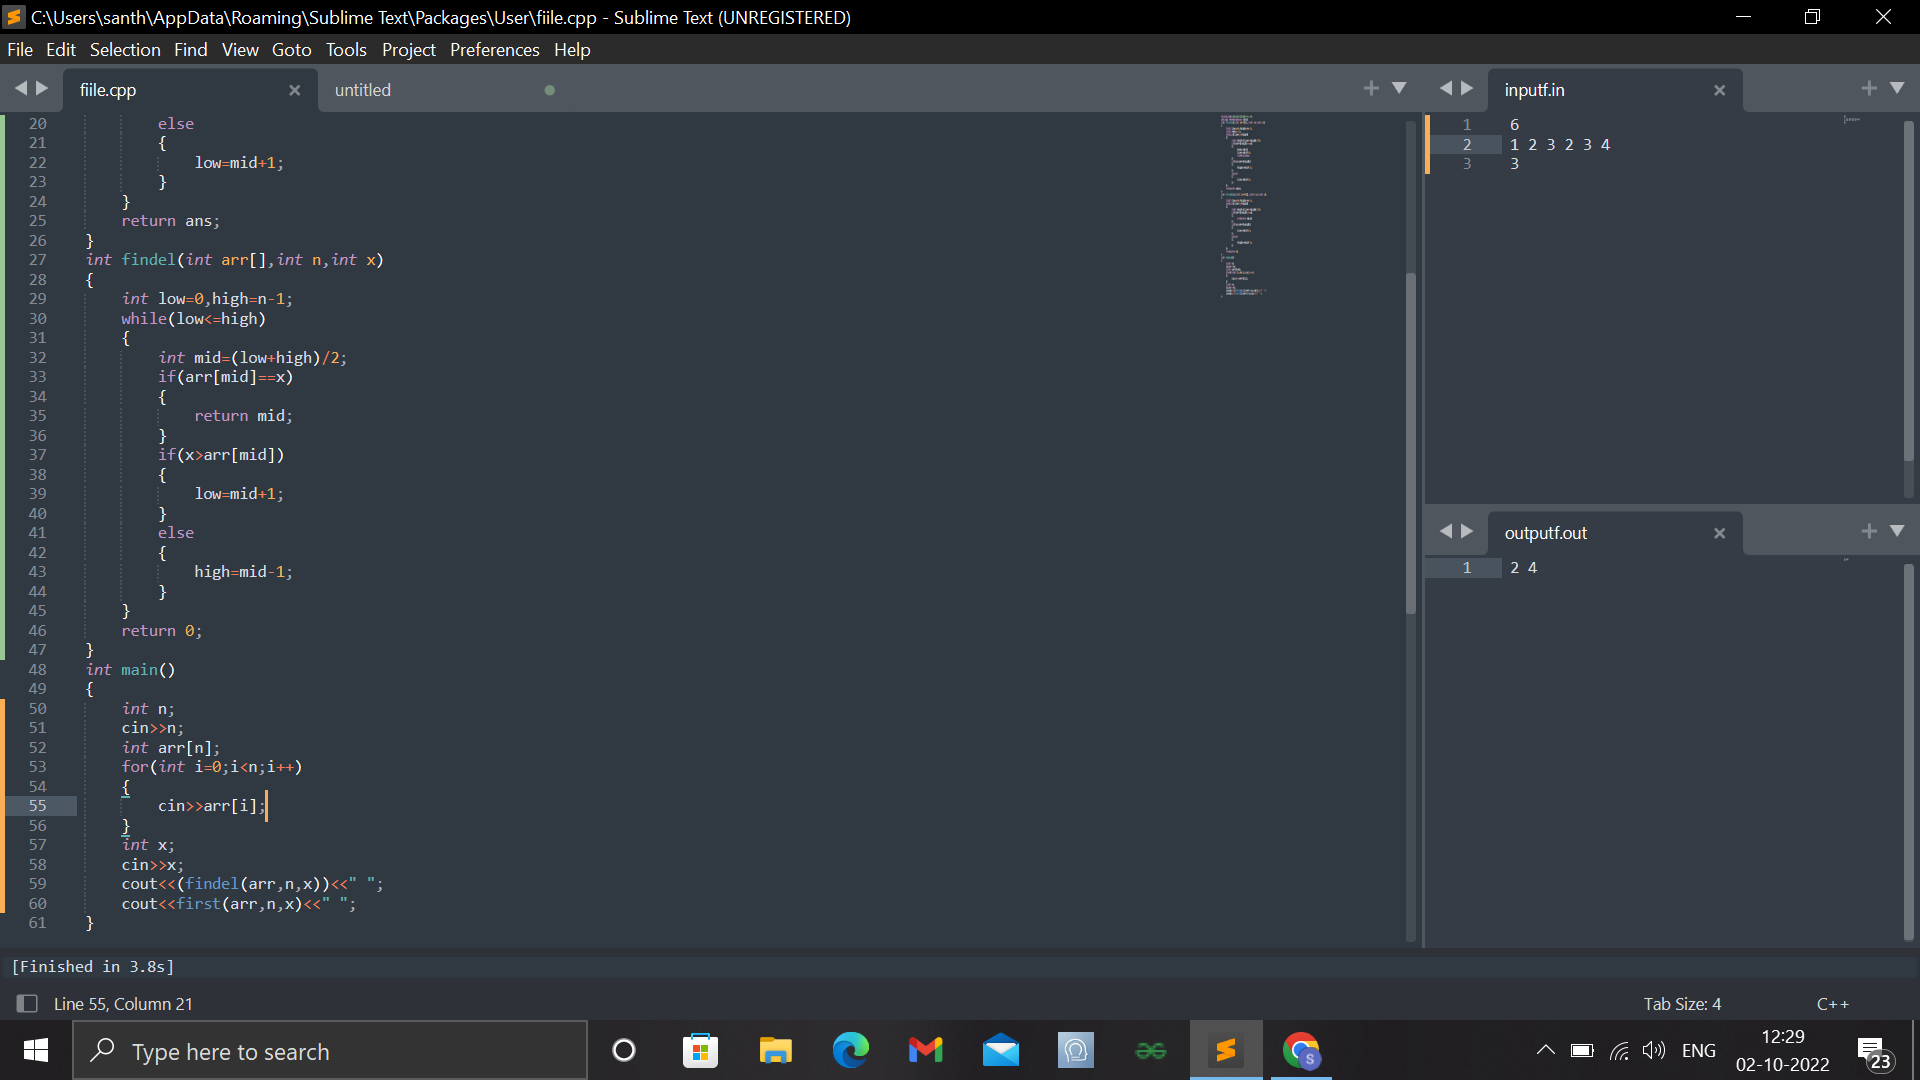 C:\Users\santh\AppData\Roaming\Sublime Text\Packages\User\fiile.cpp - Sublime Text (UNREGISTERED)
File Edit Selection Find View Goto Tools Project Preferences Help
fiile.cpp
untitled
20 else
21 {
22 low=mid+1;
23 }
24 }
25 return ans;
26 }
27 int findel(int arr[],int n,int x)
28 {
29 int low=0,high=n-1;
30 while(low<=high)
31 {
32 int mid=(low+high)/2;
33 if(arr[mid]==x)
34 {
35 return mid;
36 }
37 if(x>arr[mid])
38 {
39 low=mid+1;
40 }
41 else
42 {
43 high=mid-1;
44 }
45 }
46 return 0;
47 }
48 int main()
49 {
50 int n;
51 cin>>n;
52 int arr[n];
53 for(int i=0;i<n;i++)
54 {
55 cin>>arr[i];
56 }
57 int x;
58 cin>>x;
59 cout<<(findel(arr,n,x))<<" ";
60 cout<<first(arr,n,x)<<" ";
61 }
inputf.in
1 6
2 1 2 3 2 3 4
3 3
outputf.out
1 2 4
[Finished in 3.8s]
Line 55, Column 21
Tab Size: 4
C++
Type here to search
S
ENG
12:29
02-10-2022
23